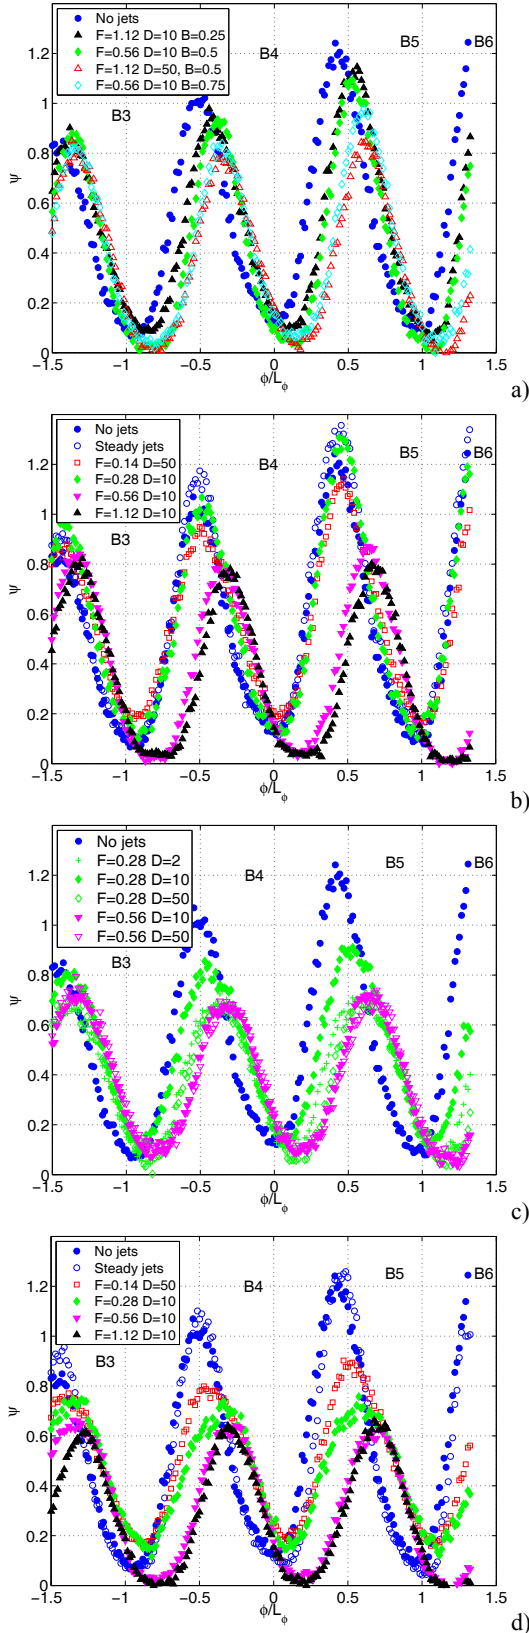 No jets
F=1.12 D=10 B=0.25
F=0.56 D=10 B=0.5
F=1.12 D=50, B=0.5
F=0.56 D=10 B=0.75
B3
B4
B5
B6
ψ
1.2
1
0.8
0.6
0.4
0.2
0
−1.5
−1
−0.5
0
0.5
1
1.5
ϕ/L_ϕ
a)
No jets
Steady jets
F=0.14 D=50
F=0.28 D=10
F=0.56 D=10
F=1.12 D=10
B3
B4
B5
B6
ψ
1.2
1
0.8
0.6
0.4
0.2
0
−1.5
−1
−0.5
0
0.5
1
1.5
ϕ/L_ϕ
b)
No jets
F=0.28 D=2
F=0.28 D=10
F=0.28 D=50
F=0.56 D=10
F=0.56 D=50
B3
B4
B5
B6
ψ
1.2
1
0.8
0.6
0.4
0.2
0
−1.5
−1
−0.5
0
0.5
1
1.5
ϕ/L_ϕ
c)
No jets
Steady jets
F=0.14 D=50
F=0.28 D=10
F=0.56 D=10
F=1.12 D=10
B3
B4
B5
B6
ψ
1.2
1
0.8
0.6
0.4
0.2
0
−1.5
−1
−0.5
0
0.5
1
1.5
ϕ/L_ϕ
d)